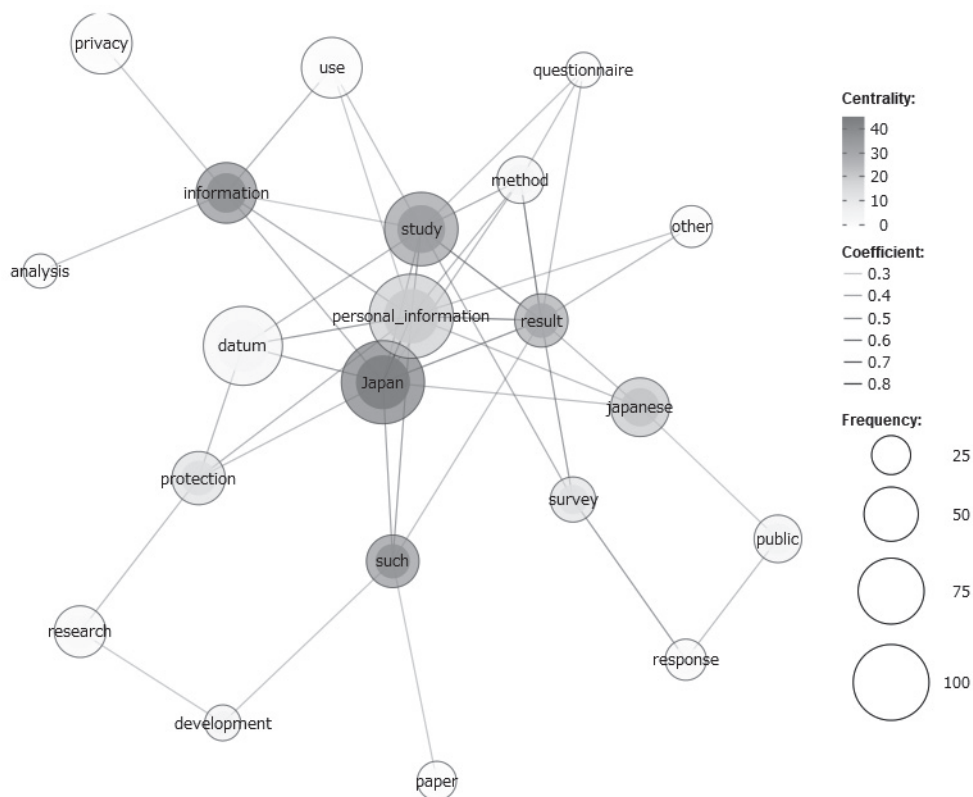 privacy
use
questionnaire
Centrality:
40
30
20
10
0
information
method
study
other
Coefficient:
0.3
0.4
0.5
0.6
0.7
0.8
analysis
personal_information
result
datum
Japan
japanese
Frequency:
25
50
75
100
protection
survey
public
such
research
response
development
paper